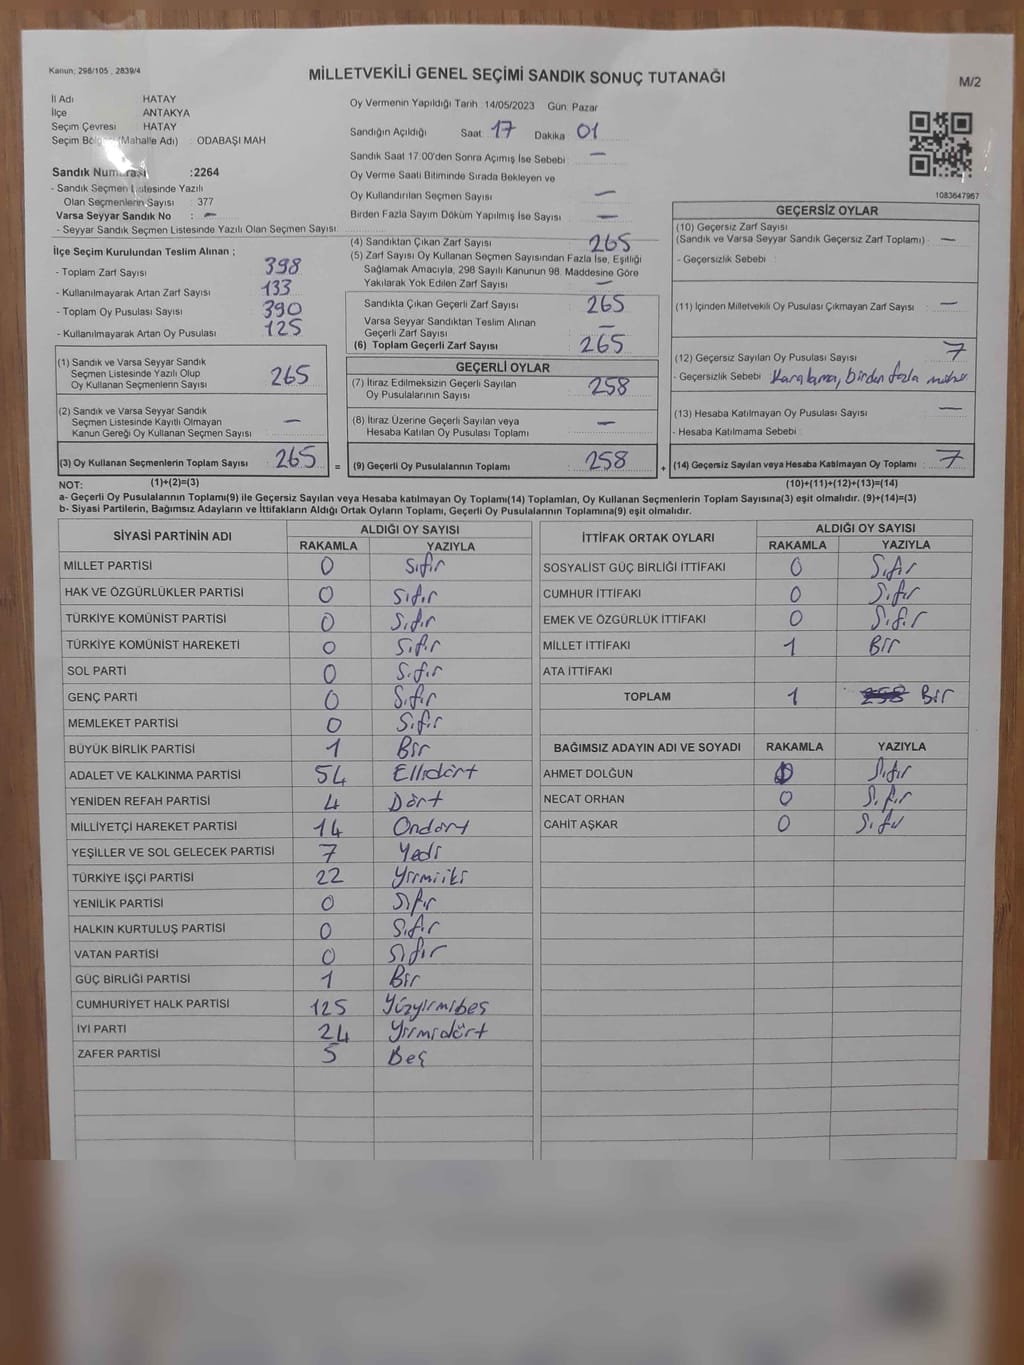 Kanun; 298/105 , 2839/4
MİLLETVEKİLİ GENEL SEÇİMİ SANDIK SONUÇ TUTANAĞI
M/2
İl Adı HATAY
İlçe ANTAKYA
Seçim Çevresi HATAY
(Mahalle Adı) : ODABAŞI MAH
Sandık :2264
- Sandık Seçmen Listesinde Yazılı
Olan Seçmenlerin Sayısı : 377
Varsa Seyyar Sandık No : -
- Seyyar Sandık Seçmen Listesinde Yazılı Olan Seçmen Sayısı
Oy Vermenin Yapıldığı Tarih :14/05/2023 Gün: Pazar
Sandığın Açıldığı Saat: 17 Dakika 01
Sandık Saat 17:00'den Sonra Açımış İse Sebebi : -
Oy Verme Saati Bitiminde Sırada Bekleyen ve
Oy Kullandırılan Seçmen Sayısı -
Birden Fazla Sayım Döküm Yapılmış İse Sayısı : -
1083647967
İlçe Seçim Kurulundan Teslim Alınan ;
- Toplam Zarf Sayısı : 398
- Kullanılmayarak Artan Zarf Sayısı : 133
- Toplam Oy Pusulası Sayısı : 390
- Kullanılmayarak Artan Oy Pusulası : 125
(1) Sandık ve Varsa Seyyar Sandık
Seçmen Listesinde Yazılı Olup
Oy Kullanan Seçmenlerin Sayısı : 265
(2) Sandık ve Varsa Seyyar Sandık
Seçmen Listesinde Kayıtlı Olmayan
Kanun Gereği Oy Kullanan Seçmen Sayısı : -
(3) Oy Kullanan Seçmenlerin Toplam Sayısı : 265
(4) Sandıktan Çıkan Zarf Sayısı : 265
(5) Zarf Sayısı Oy Kullanan Seçmen Sayısından Fazla İse, Eşitliği
Sağlamak Amacıyla, 298 Sayılı Kanunun 98. Maddesine Göre
Yakılarak Yok Edilen Zarf Sayısı : -
Sandıkta Çıkan Geçerli Zarf Sayısı : 265
Varsa Seyyar Sandıktan Teslim Alınan
Geçerli Zarf Sayısı : -
(6) Toplam Geçerli Zarf Sayısı : 265
GEÇERLİ OYLAR
(7) İtiraz Edilmeksizin Geçerli Sayılan
Oy Pusulalarının Sayısı : 258
(8) İtiraz Üzerine Geçerli Sayılan veya
Hesaba Katılan Oy Pusulası Toplamı : -
= (9) Geçerli Oy Pusulalarının Toplamı : 258
GEÇERSİZ OYLAR
(10) Geçersiz Zarf Sayısı
(Sandık ve Varsa Seyyar Sandık Geçersiz Zarf Toplamı) : -
- Geçersizlik Sebebi :
(11) İçinden Milletvekili Oy Pusulası Çıkmayan Zarf Sayısı : -
(12) Geçersiz Sayılan Oy Pusulası Sayısı : 7
- Geçersizlik Sebebi : Karalama, birden fazla mühür
(13) Hesaba Katılmayan Oy Pusulası Sayısı : -
- Hesaba Katılmama Sebebi :
+ (14) Geçersiz Sayılan veya Hesaba Katılmayan Oy Toplamı : 7
NOT: (1)+(2)=(3) (10)+(11)+(12)+(13)=(14)
a- Geçerli Oy Pusulalarının Toplamı(9) ile Geçersiz Sayılan veya Hesaba katılmayan Oy Toplamı(14) Toplamları, Oy Kullanan Seçmenlerin Toplam Sayısına(3) eşit olmalıdır. (9)+(14)=(3)
b- Siyasi Partilerin, Bağımsız Adayların ve İttifakların Aldığı Ortak Oyların Toplamı, Geçerli Oy Pusulalarının Toplamına(9) eşit olmalıdır.
SİYASİ PARTİNİN ADI ALDIĞI OY SAYISI
RAKAMLA YAZIYLA
MİLLET PARTİSİ 0 Sıfır
HAK VE ÖZGÜRLÜKLER PARTİSİ 0 Sıfır
TÜRKİYE KOMÜNİST PARTİSİ 0 Sıfır
TÜRKİYE KOMÜNİST HAREKETİ 0 Sıfır
SOL PARTİ 0 Sıfır
GENÇ PARTİ 0 Sıfır
MEMLEKET PARTİSİ 0 Sıfır
BÜYÜK BİRLİK PARTİSİ 1 Bir
ADALET VE KALKINMA PARTİSİ 54 Ellidört
YENİDEN REFAH PARTİSİ 4 Dört
MİLLİYETÇİ HAREKET PARTİSİ 14 Ondört
YEŞİLLER VE SOL GELECEK PARTİSİ 7 Yedi
TÜRKİYE İŞÇİ PARTİSİ 22 Yirmiiki
YENİLİK PARTİSİ 0 Sıfır
HALKIN KURTULUŞ PARTİSİ 0 Sıfır
VATAN PARTİSİ 0 Sıfır
GÜÇ BİRLİĞİ PARTİSİ 1 Bir
CUMHURİYET HALK PARTİSİ 125 Yüzyirmibeş
İYİ PARTİ 24 Yirmidört
ZAFER PARTİSİ 5 Beş
İTTİFAK ORTAK OYLARI ALDIĞI OY SAYISI
RAKAMLA YAZIYLA
SOSYALİST GÜÇ BİRLİĞİ İTTİFAKI 0 Sıfır
CUMHUR İTTİFAKI 0 Sıfır
EMEK VE ÖZGÜRLÜK İTTİFAKI 0 Sıfır
MİLLET İTTİFAKI 1 Bir
ATA İTTİFAKI
TOPLAM 1 258 Bir
BAĞIMSIZ ADAYIN ADI VE SOYADI RAKAMLA YAZIYLA
AHMET DOLĞUN 0 Sıfır
NECAT ORHAN 0 Sıfır
CAHİT AŞKAR 0 Sıfır